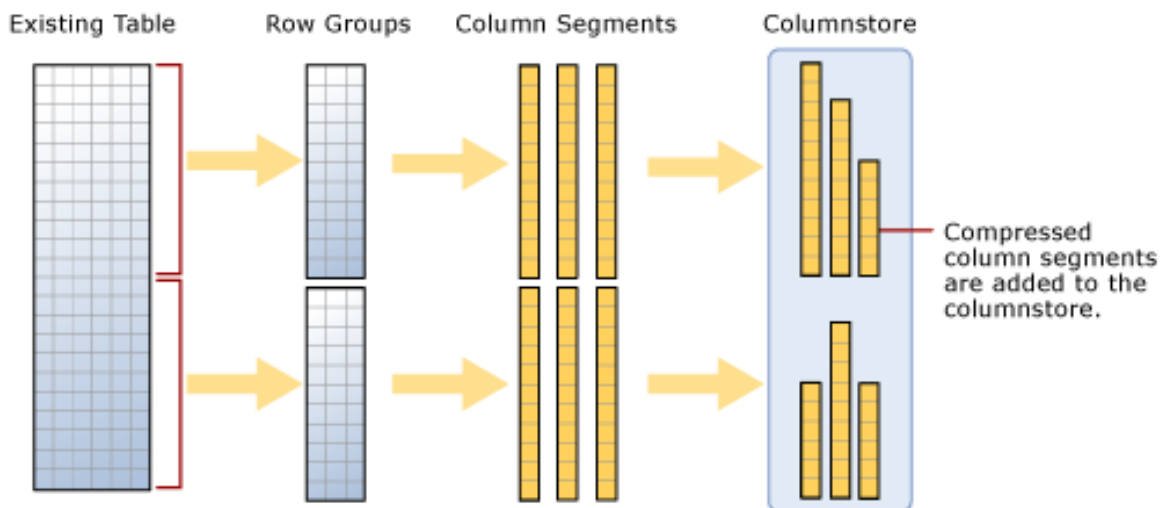 Existing Table
Row Groups
Column Segments
Columnstore
Compressed
column segments
are added to the
columnstore.